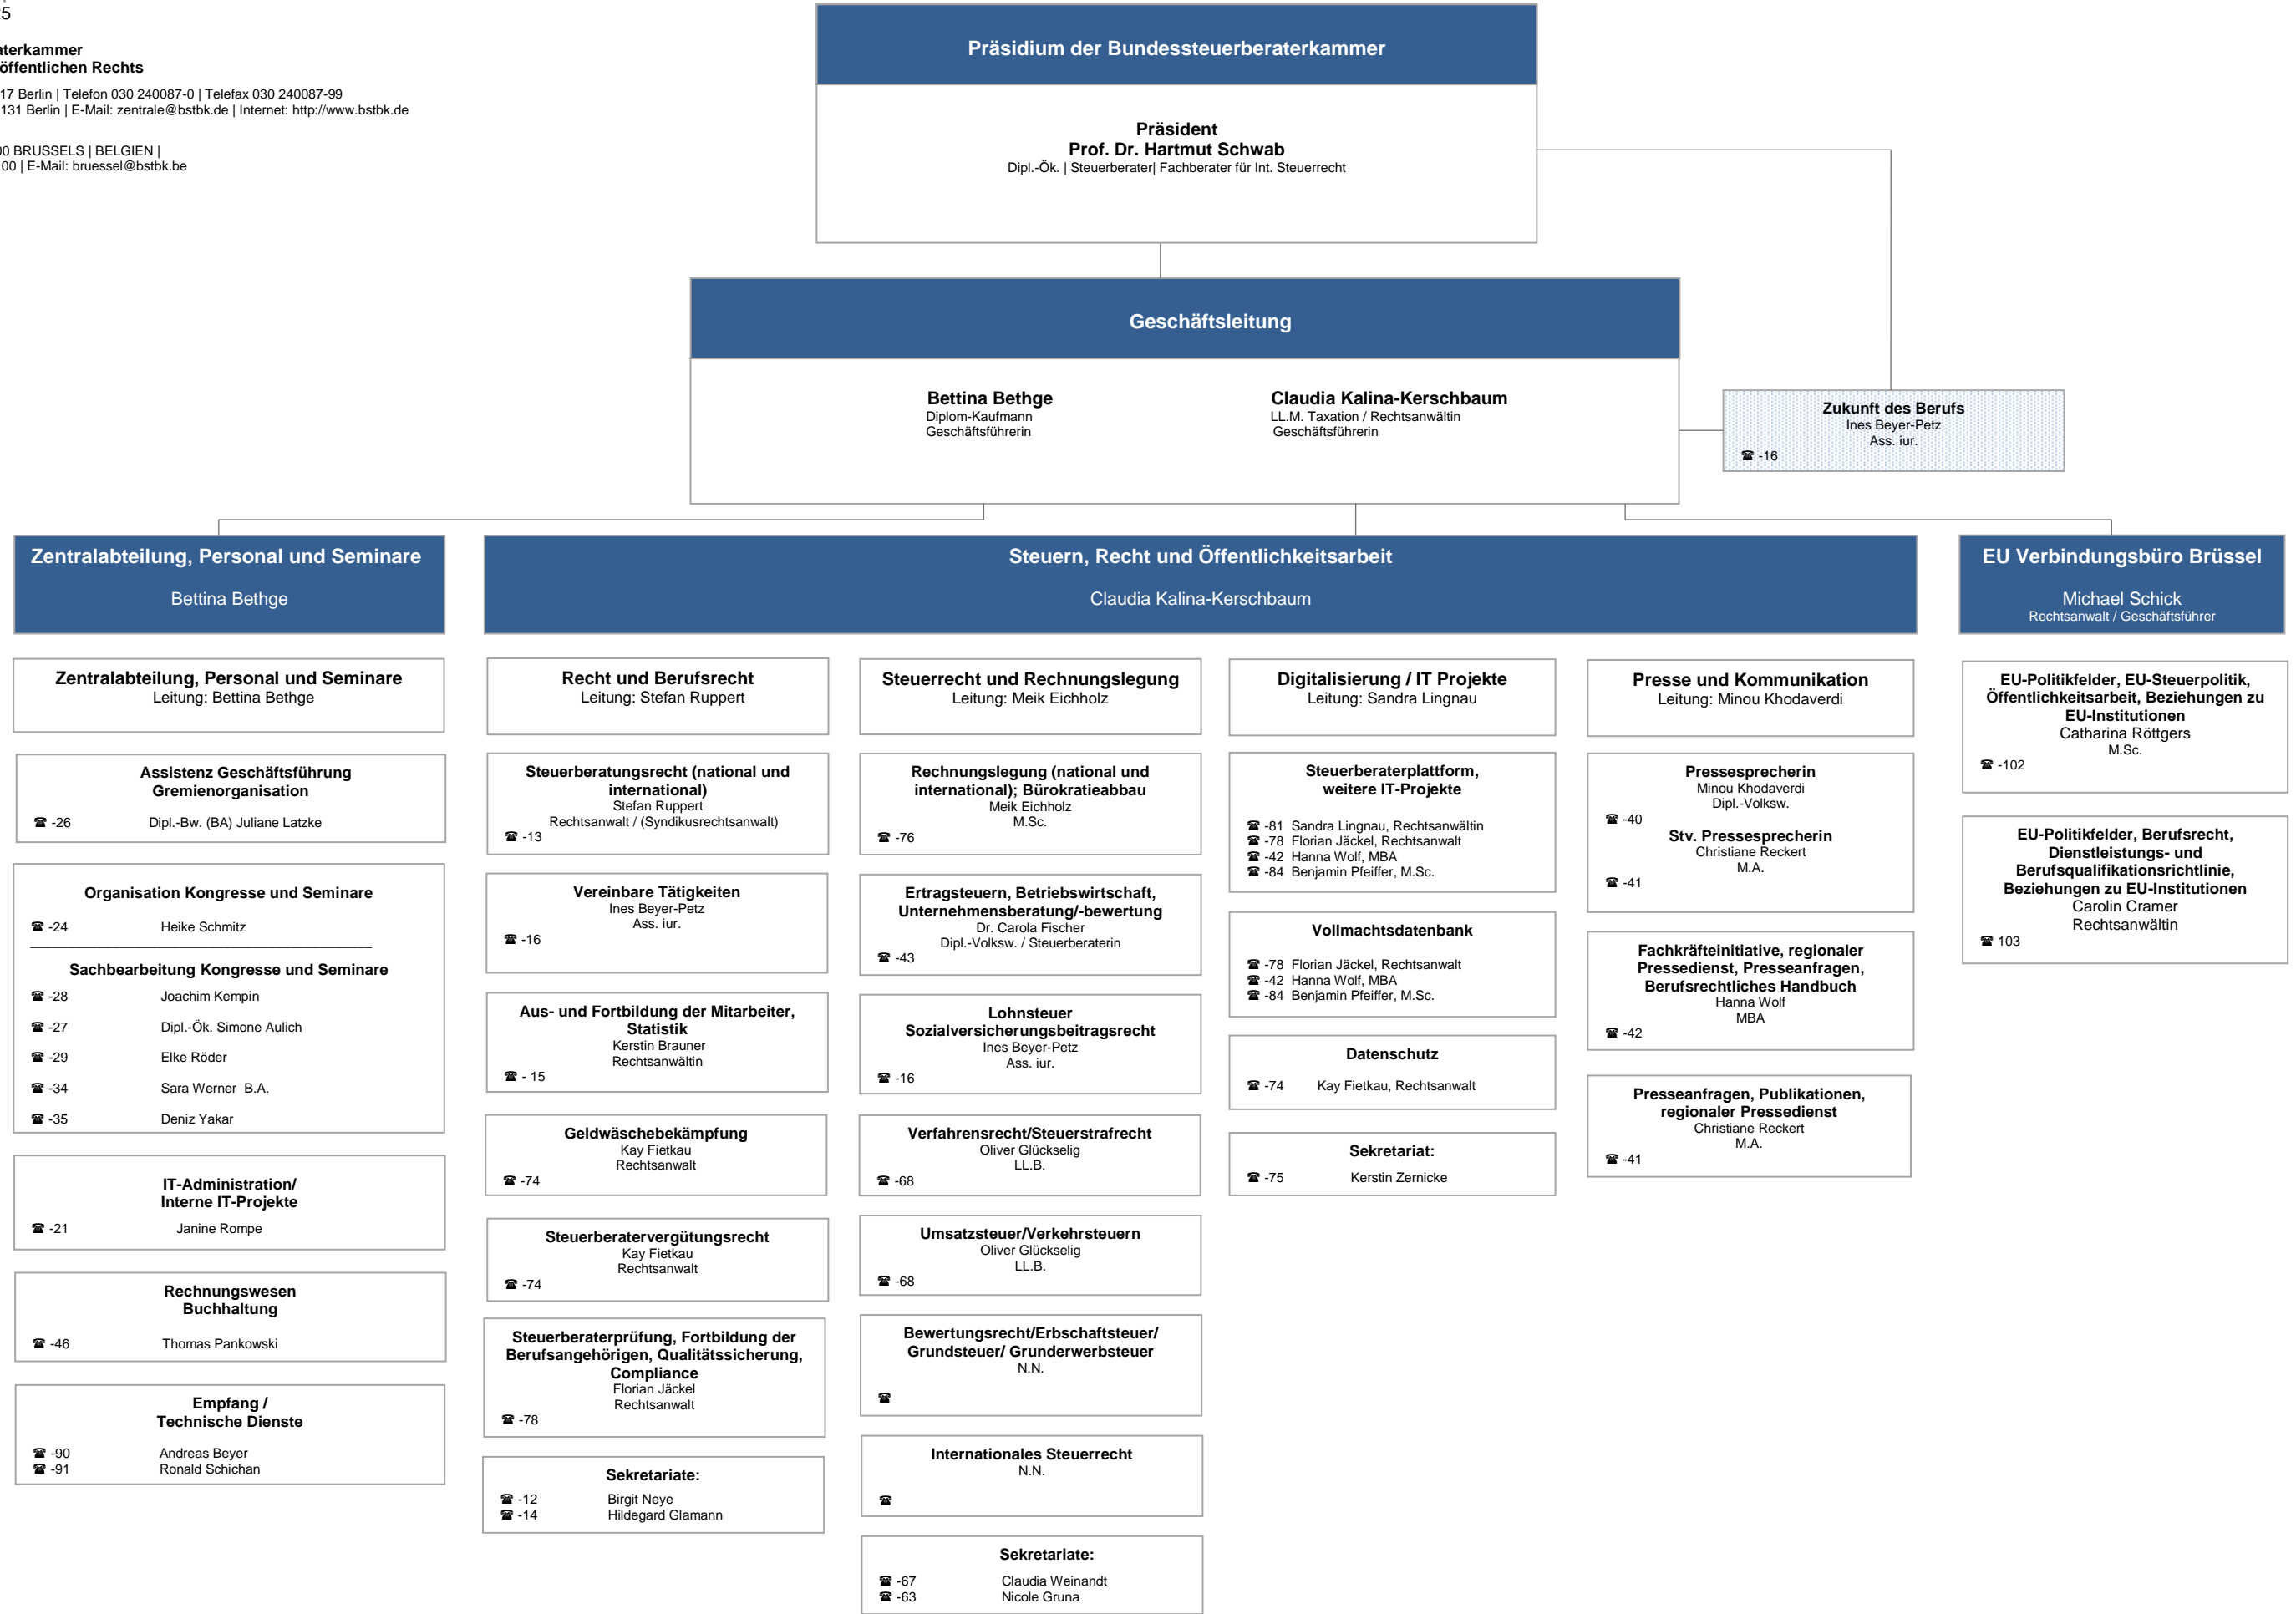 25
aterkammer
öffentlichen Rechts
17 Berlin | Telefon 030 240087-0 | Telefax 030 240087-99
131 Berlin | E-Mail: zentrale@bstbk.de | Internet: http://www.bstbk.de
00 BRUSSELS | BELGIEN |
00 | E-Mail: bruessel@bstbk.be
Präsidium der Bundessteuerberaterkammer
Präsident
Prof. Dr. Hartmut Schwab
Dipl.-Ök. | Steuerberater| Fachberater für Int. Steuerrecht
Geschäftsleitung
Bettina Bethge
Diplom-Kaufmann
Geschäftsführerin
Claudia Kalina-Kerschbaum
LL.M. Taxation / Rechtsanwältin
Geschäftsführerin
Zukunft des Berufs
Ines Beyer-Petz
Ass. iur.
☎ -16
Zentralabteilung, Personal und Seminare
Bettina Bethge
Steuern, Recht und Öffentlichkeitsarbeit
Claudia Kalina-Kerschbaum
EU Verbindungsbüro Brüssel
Michael Schick
Rechtsanwalt / Geschäftsführer
Zentralabteilung, Personal und Seminare
Leitung: Bettina Bethge
Assistenz Geschäftsführung
Gremienorganisation
☎ -26 Dipl.-Bw. (BA) Juliane Latzke
Organisation Kongresse und Seminare
☎ -24 Heike Schmitz
Sachbearbeitung Kongresse und Seminare
☎ -28 Joachim Kempin
☎ -27 Dipl.-Ök. Simone Aulich
☎ -29 Elke Röder
☎ -34 Sara Werner B.A.
☎ -35 Deniz Yakar
IT-Administration/
Interne IT-Projekte
☎ -21 Janine Rompe
Rechnungswesen
Buchhaltung
☎ -46 Thomas Pankowski
Empfang /
Technische Dienste
☎ -90 Andreas Beyer
☎ -91 Ronald Schichan
Recht und Berufsrecht
Leitung: Stefan Ruppert
Steuerberatungsrecht (national und
international)
Stefan Ruppert
Rechtsanwalt / (Syndikusrechtsanwalt)
☎ -13
Vereinbare Tätigkeiten
Ines Beyer-Petz
Ass. iur.
☎ -16
Aus- und Fortbildung der Mitarbeiter,
Statistik
Kerstin Brauner
Rechtsanwältin
☎ - 15
Geldwäschebekämpfung
Kay Fietkau
Rechtsanwalt
☎ -74
Steuerberatervergütungsrecht
Kay Fietkau
Rechtsanwalt
☎ -74
Steuerberaterprüfung, Fortbildung der
Berufsangehörigen, Qualitätssicherung,
Compliance
Florian Jäckel
Rechtsanwalt
☎ -78
Sekretariate:
☎ -12 Birgit Neye
☎ -14 Hildegard Glamann
Steuerrecht und Rechnungslegung
Leitung: Meik Eichholz
Rechnungslegung (national und
international); Bürokratieabbau
Meik Eichholz
M.Sc.
☎ -76
Ertragsteuern, Betriebswirtschaft,
Unternehmensberatung/-bewertung
Dr. Carola Fischer
Dipl.-Volksw. / Steuerberaterin
☎ -43
Lohnsteuer
Sozialversicherungsbeitragsrecht
Ines Beyer-Petz
Ass. iur.
☎ -16
Verfahrensrecht/Steuerstrafrecht
Oliver Glückselig
LL.B.
☎ -68
Umsatzsteuer/Verkehrsteuern
Oliver Glückselig
LL.B.
☎ -68
Bewertungsrecht/Erbschaftsteuer/
Grundsteuer/ Grunderwerbsteuer
N.N.
☎
Internationales Steuerrecht
N.N.
☎
Sekretariate:
☎ -67 Claudia Weinandt
☎ -63 Nicole Gruna
Digitalisierung / IT Projekte
Leitung: Sandra Lingnau
Steuerberaterplattform,
weitere IT-Projekte
☎ -81 Sandra Lingnau, Rechtsanwältin
☎ -78 Florian Jäckel, Rechtsanwalt
☎ -42 Hanna Wolf, MBA
☎ -84 Benjamin Pfeiffer, M.Sc.
Vollmachtsdatenbank
☎ -78 Florian Jäckel, Rechtsanwalt
☎ -42 Hanna Wolf, MBA
☎ -84 Benjamin Pfeiffer, M.Sc.
Datenschutz
☎ -74 Kay Fietkau, Rechtsanwalt
Sekretariat:
☎ -75 Kerstin Zernicke
Presse und Kommunikation
Leitung: Minou Khodaverdi
Pressesprecherin
Minou Khodaverdi
Dipl.-Volksw.
☎ -40
Stv. Pressesprecherin
Christiane Reckert
M.A.
☎ -41
Fachkräfteinitiative, regionaler
Pressedienst, Presseanfragen,
Berufsrechtliches Handbuch
Hanna Wolf
MBA
☎ -42
Presseanfragen, Publikationen,
regionaler Pressedienst
Christiane Reckert
M.A.
☎ -41
EU-Politikfelder, EU-Steuerpolitik,
Öffentlichkeitsarbeit, Beziehungen zu
EU-Institutionen
Catharina Röttgers
M.Sc.
☎ -102
EU-Politikfelder, Berufsrecht,
Dienstleistungs- und
Berufsqualifikationsrichtlinie,
Beziehungen zu EU-Institutionen
Carolin Cramer
Rechtsanwältin
☎ 103